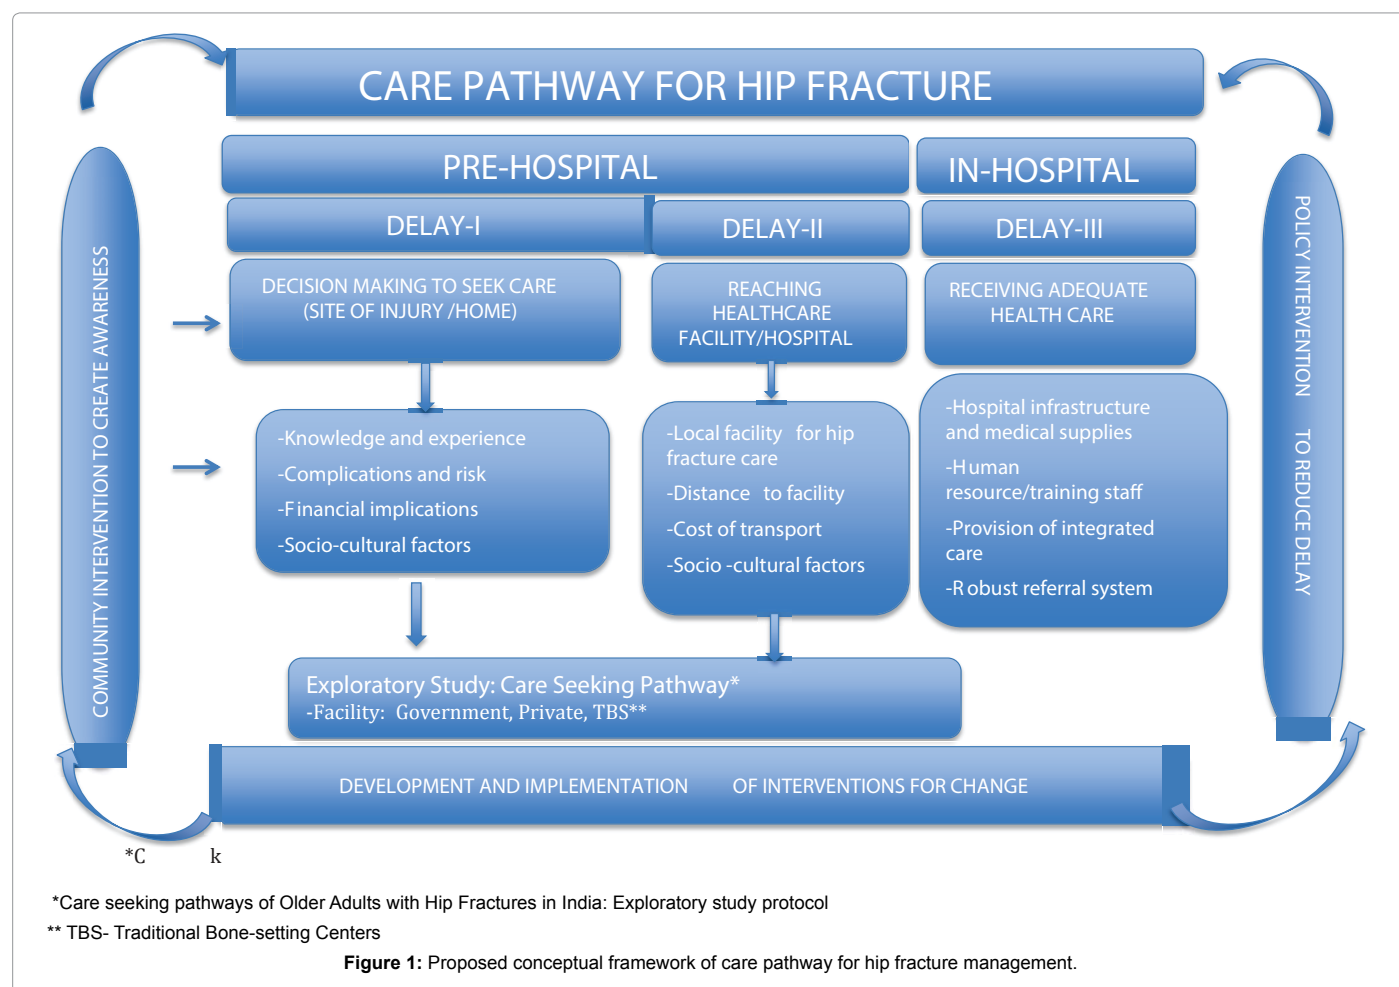 CARE PATHWAY FOR HIP FRACTURE
PRE-HOSPITAL
IN-HOSPITAL
DELAY-I
DELAY-II
DELAY-III
DECISION MAKING TO SEEK CARE
(SITE OF INJURY /HOME)
REACHING
HEALTHCARE
FACILITY/HOSPITAL
RECEIVING ADEQUATE
HEALTH CARE
-Knowledge and experience
-Complications and risk
-Financial implications
-Socio-cultural factors
-Local facility for hip
fracture care
-Distance to facility
-Cost of transport
-Socio -cultural factors
-Hospital infrastructure
and medical supplies
-Human
resource/training staff
-Provision of integrated
care
-Robust referral system
COMMUNITY INTERVENTION TO CREATE AWARENESS
POLICY INTERVENTION TO REDUCE DELAY
Exploratory Study: Care Seeking Pathway*
-Facility: Government, Private, TBS**
DEVELOPMENT AND IMPLEMENTATION OF INTERVENTIONS FOR CHANGE
*C k
*Care seeking pathways of Older Adults with Hip Fractures in India: Exploratory study protocol
** TBS- Traditional Bone-setting Centers
Figure 1: Proposed conceptual framework of care pathway for hip fracture management.